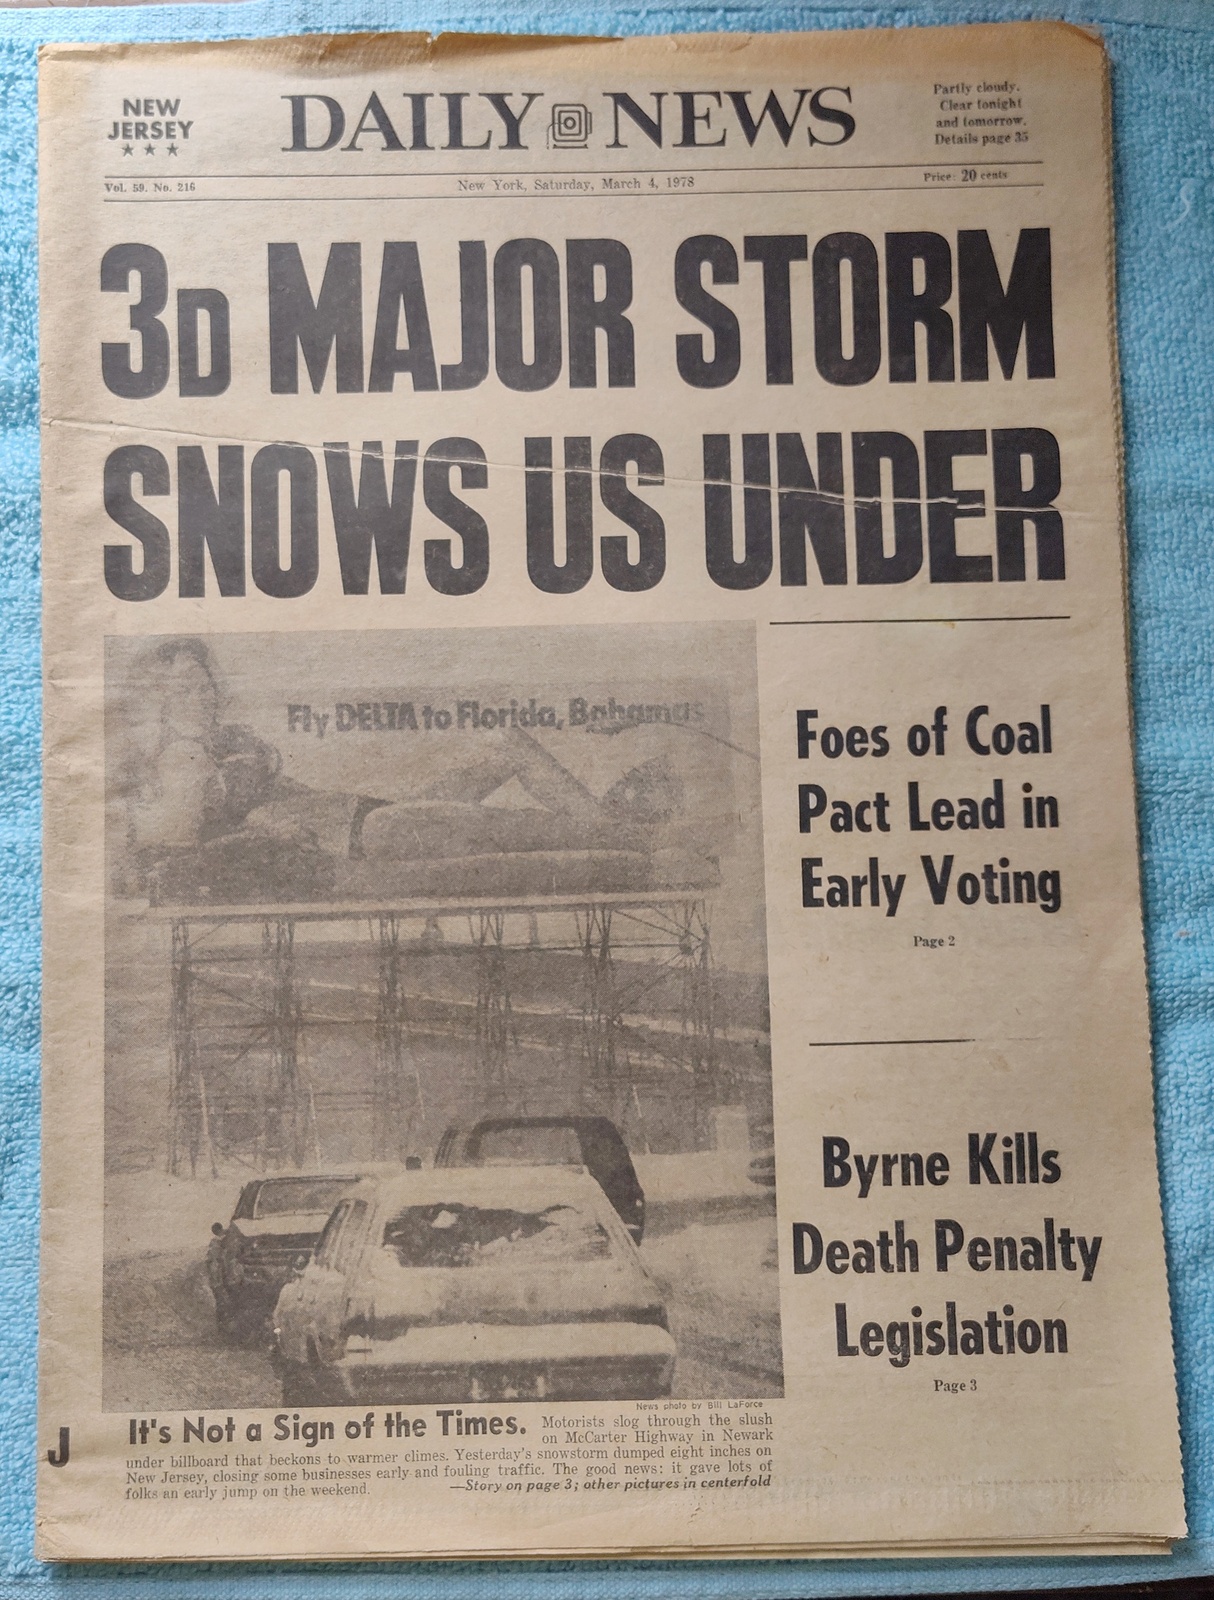 NEW
JERSEY
★ ★ ★
DAILY NEWS
Partly cloudy.
Clear tonight
and tomorrow.
Details page 35
Vol. 59. No. 216
New York, Saturday, March 4, 1978
Price: 20 cents
3D MAJOR STORM
SNOWS US UNDER
Fly DELTA to Florida, Bahamas
Foes of Coal
Pact Lead in
Early Voting
Page 2
Byrne Kills
Death Penalty
Legislation
Page 3
News photo by Bill LaForce
J
It's Not a Sign of the Times. Motorists slog through the slush
on McCarter Highway in Newark
under billboard that beckons to warmer climes. Yesterday's snowstorm dumped eight inches on
New Jersey, closing some businesses early and fouling traffic. The good news: it gave lots of
folks an early jump on the weekend. —Story on page 3; other pictures in centerfold